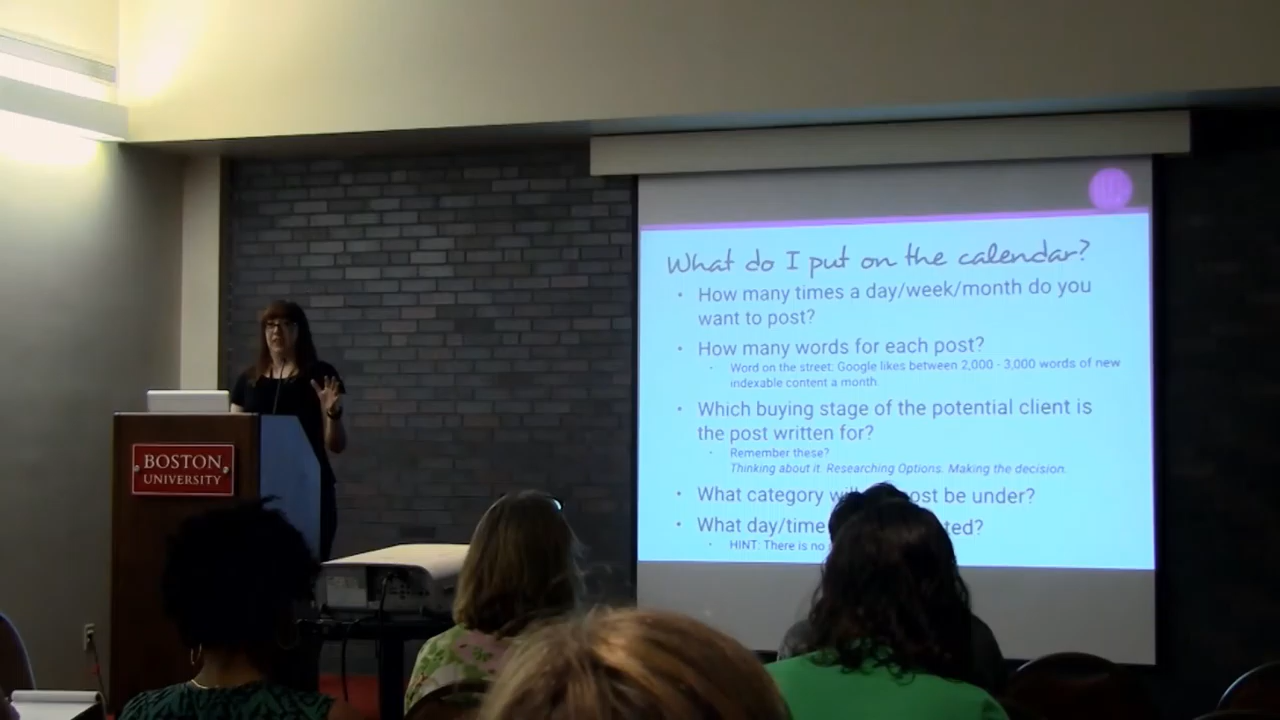 What do I put on the calendar?
• How many times a day/week/month do you
want to post?
• How many words for each post?
• Word on the street: Google likes between 2,000 - 3,000 words of new
indexable content a month
• Which buying stage of the potential client is
the post written for?
• Remember these?
Thinking about it. Researching Options. Making the decision.
• What category ost be under?
• What day/time ted?
• HINT: There is no
BOSTON
UNIVERSITY